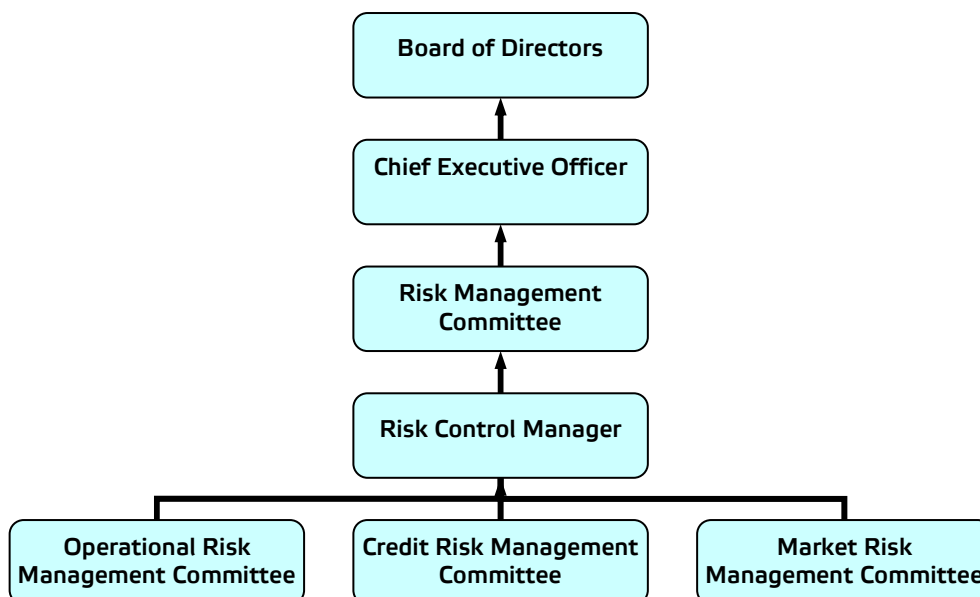 Board of Directors
Chief Executive Officer
Risk Management
Committee
Risk Control Manager
Operational Risk
Management Committee
Credit Risk Management
Committee
Market Risk
Management Committee